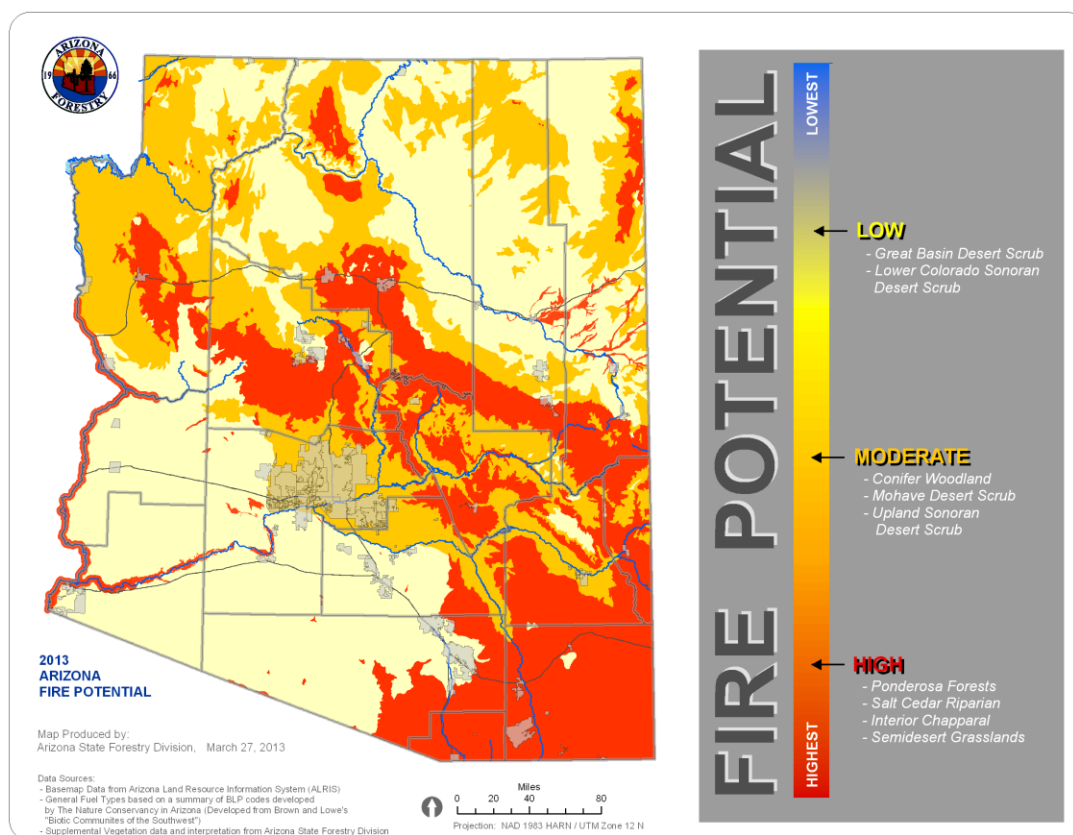 ARIZONA
19 66
FORESTRY
2013
ARIZONA
FIRE POTENTIAL
Map Produced by:
Arizona State Forestry Division, March 27, 2013
Data Sources:
- Basemap Data from Arizona Land Resource Information System (ALRIS)
- General Fuel Types based on a summary of BLP codes developed
by The Nature Conservancy in Arizona (Developed from Brown and Lowe's
"Biotic Communites of the Southwest")
- Supplemental Vegetation data and interpretation from Arizona State Forestry Division
Miles
0 20 40 80
Projection: NAD 1983 HARN / UTM Zone 12 N
FIRE POTENTIAL
LOWEST
LOW
- Great Basin Desert Scrub
- Lower Colorado Sonoran
Desert Scrub
MODERATE
- Conifer Woodland
- Mohave Desert Scrub
- Upland Sonoran
Desert Scrub
HIGH
- Ponderosa Forests
- Salt Cedar Riparian
- Interior Chapparal
- Semidesert Grasslands
HIGHEST